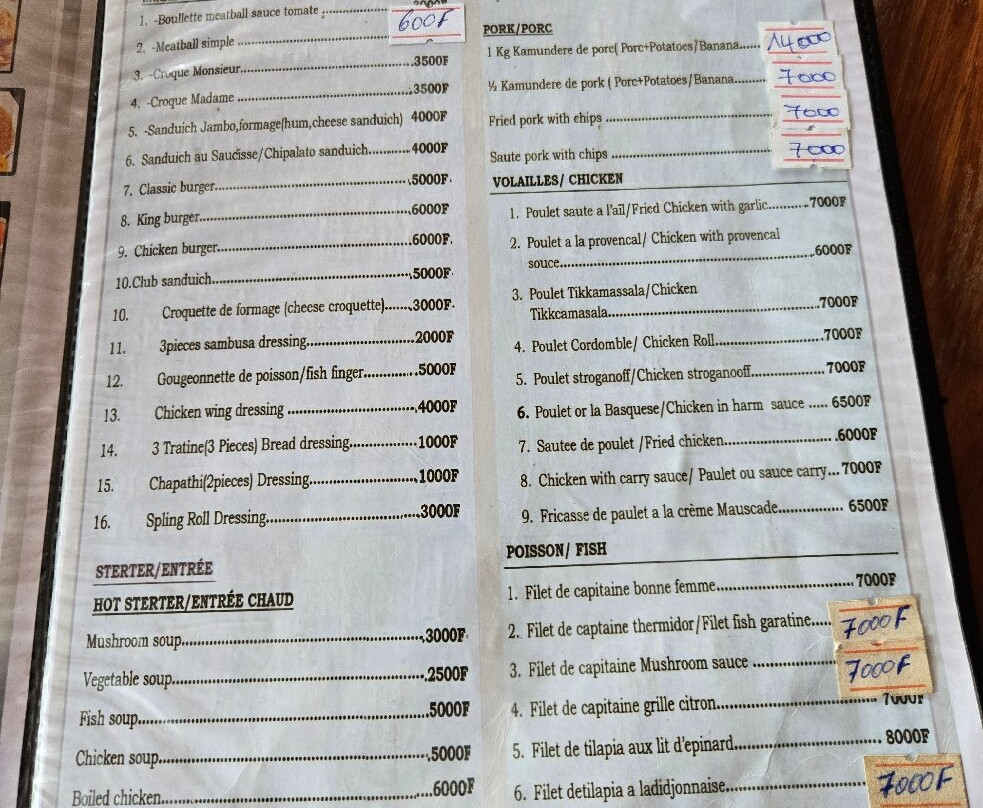 1. -Boullette meatball sauce tomate ....................
600F
2. -Meatball simple ....................
3. -Croque Monsieur....................3500F
4. -Croque Madame ....................3500F
5. -Sanduich Jambo,formage(hum,cheese sanduich) 4000F
6. Sanduich au Saucisse/Chipalato sanduich..........4000F
7. Classic burger....................5000F.
8. King burger....................6000F
9. Chicken burger....................6000F.
10.Club sanduich....................5000F.
10. Croquette de formage (cheese croquette)......3000F.
11. 3pieces sambusa dressing....................2000F
12. Gougeonnette de poisson/fish finger............5000F
13. Chicken wing dressing ....................4000F
14. 3 Tratine(3 Pieces) Bread dressing..............1000F
15. Chapathi(2pieces) Dressing....................1000F
16. Spling Roll Dressing....................3000F
STERTER/ENTRÉE
HOT STERTER/ENTRÉE CHAUD
Mushroom soup....................3000F.
Vegetable soup....................2500F
Fish soup....................5000F
Chicken soup....................5000F
Boiled chicken....................6000F
PORK/PORC
1 Kg Kamundere de porc( Porc+Potatoes/Banana...... 14000
½ Kamundere de pork ( Porc+Potatoes/Banana........ 7000
Fried pork with chips .................... 7000
Saute pork with chips .................... 7000
VOLAILLES/ CHICKEN
1. Poulet saute a l'aïl/Fried Chicken with garlic..........7000F
2. Poulet a la provencal/ Chicken with provencal
souce....................6000F
3. Poulet Tikkamassala/Chicken
Tikkcamasala....................7000F
4. Poulet Cordomble/ Chicken Roll....................7000F
5. Poulet stroganoff/Chicken stroganooff..............7000F
6. Poulet or la Basquese/Chicken in harm sauce ..... 6500F
7. Sautee de poulet /Fried chicken....................6000F
8. Chicken with carry sauce/ Paulet ou sauce carry...7000F
9. Fricasse de paulet a la crème Mauscade............... 6500F
POISSON/ FISH
1. Filet de capitaine bonne femme....................7000F
2. Filet de captaine thermidor/Filet fish garatine..... 7000F
3. Filet de capitaine Mushroom sauce .................... 7000F
4. Filet de capitaine grille citron.................... 7000F
5. Filet de tilapia aux lit d'epinard.................... 8000F
6. Filet detilapia a ladidjonnaise.................... 7000F